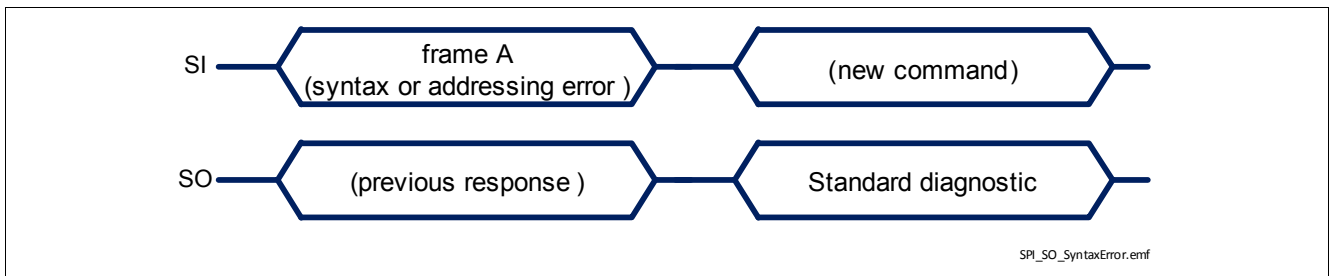 SI
frame A
(syntax or addressing error )
(new command)
SO
(previous response )
Standard diagnostic
SPI_SO_SyntaxError.emf